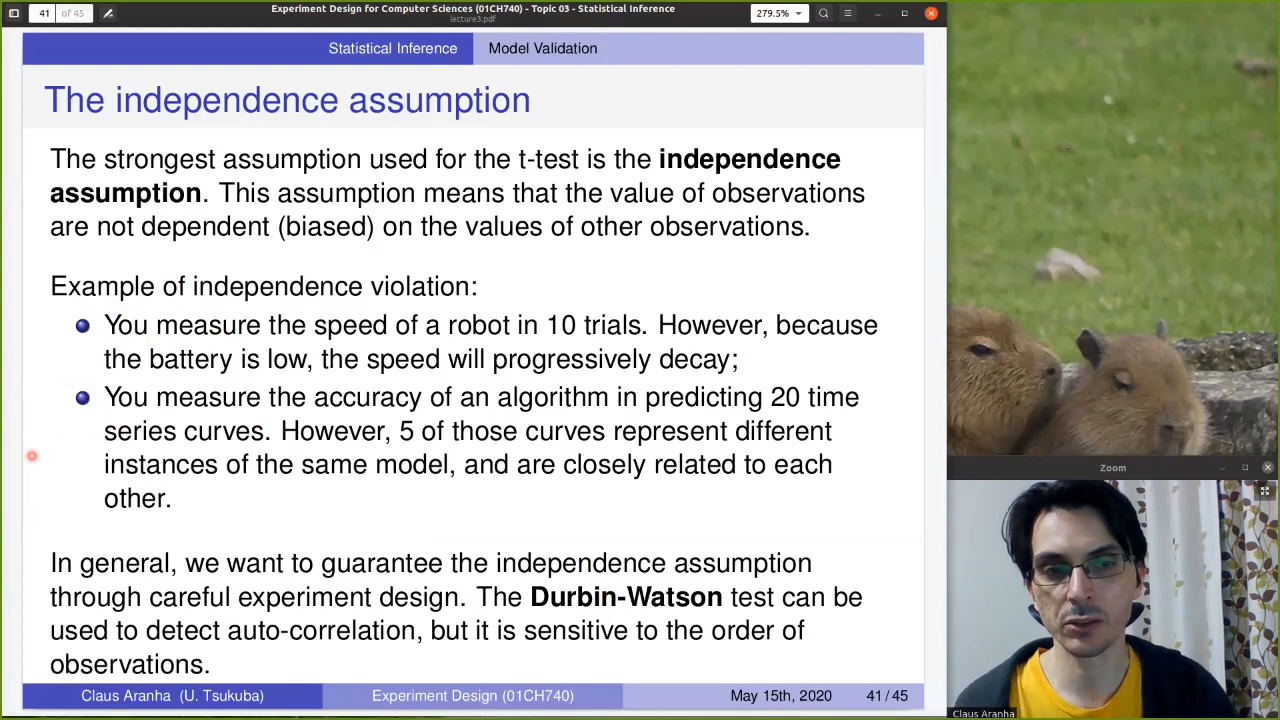 41 of 45
Experiment Design for Computer Sciences (01CH740) - Topic 03 - Statistical Inference
lecture3.pdf
279.5%
Statistical Inference Model Validation
The independence assumption
The strongest assumption used for the t-test is the independence
assumption. This assumption means that the value of observations
are not dependent (biased) on the values of other observations.
Example of independence violation:
You measure the speed of a robot in 10 trials. However, because
the battery is low, the speed will progressively decay;
You measure the accuracy of an algorithm in predicting 20 time
series curves. However, 5 of those curves represent different
instances of the same model, and are closely related to each
other.
In general, we want to guarantee the independence assumption
through careful experiment design. The Durbin-Watson test can be
used to detect auto-correlation, but it is sensitive to the order of
observations.
Claus Aranha (U. Tsukuba) Experiment Design (01CH740) May 15th, 2020 41 / 45
Zoom
Claus Aranha